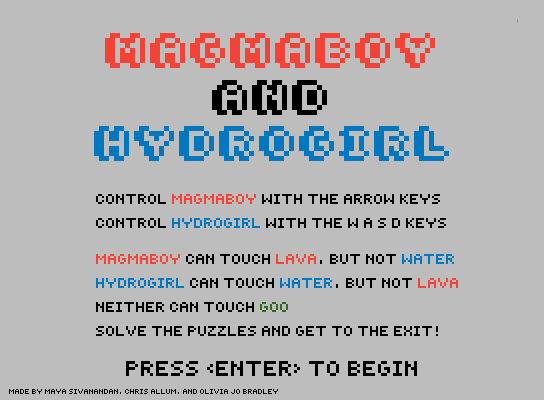 MAGMABOY
AND
HYDROGIRL
CONTROL MAGMABOY WITH THE ARROW KEYS
CONTROL HYDROGIRL WITH THE W A S D KEYS
MAGMABOY CAN TOUCH LAVA, BUT NOT WATER
HYDROGIRL CAN TOUCH WATER, BUT NOT LAVA
NEITHER CAN TOUCH GOO
SOLVE THE PUZZLES AND GET TO THE EXIT!
PRESS <ENTER> TO BEGIN
MADE BY MAYA SIVANANDAN, CHRIS ALLUM, AND OLIVIA JO BRADLEY